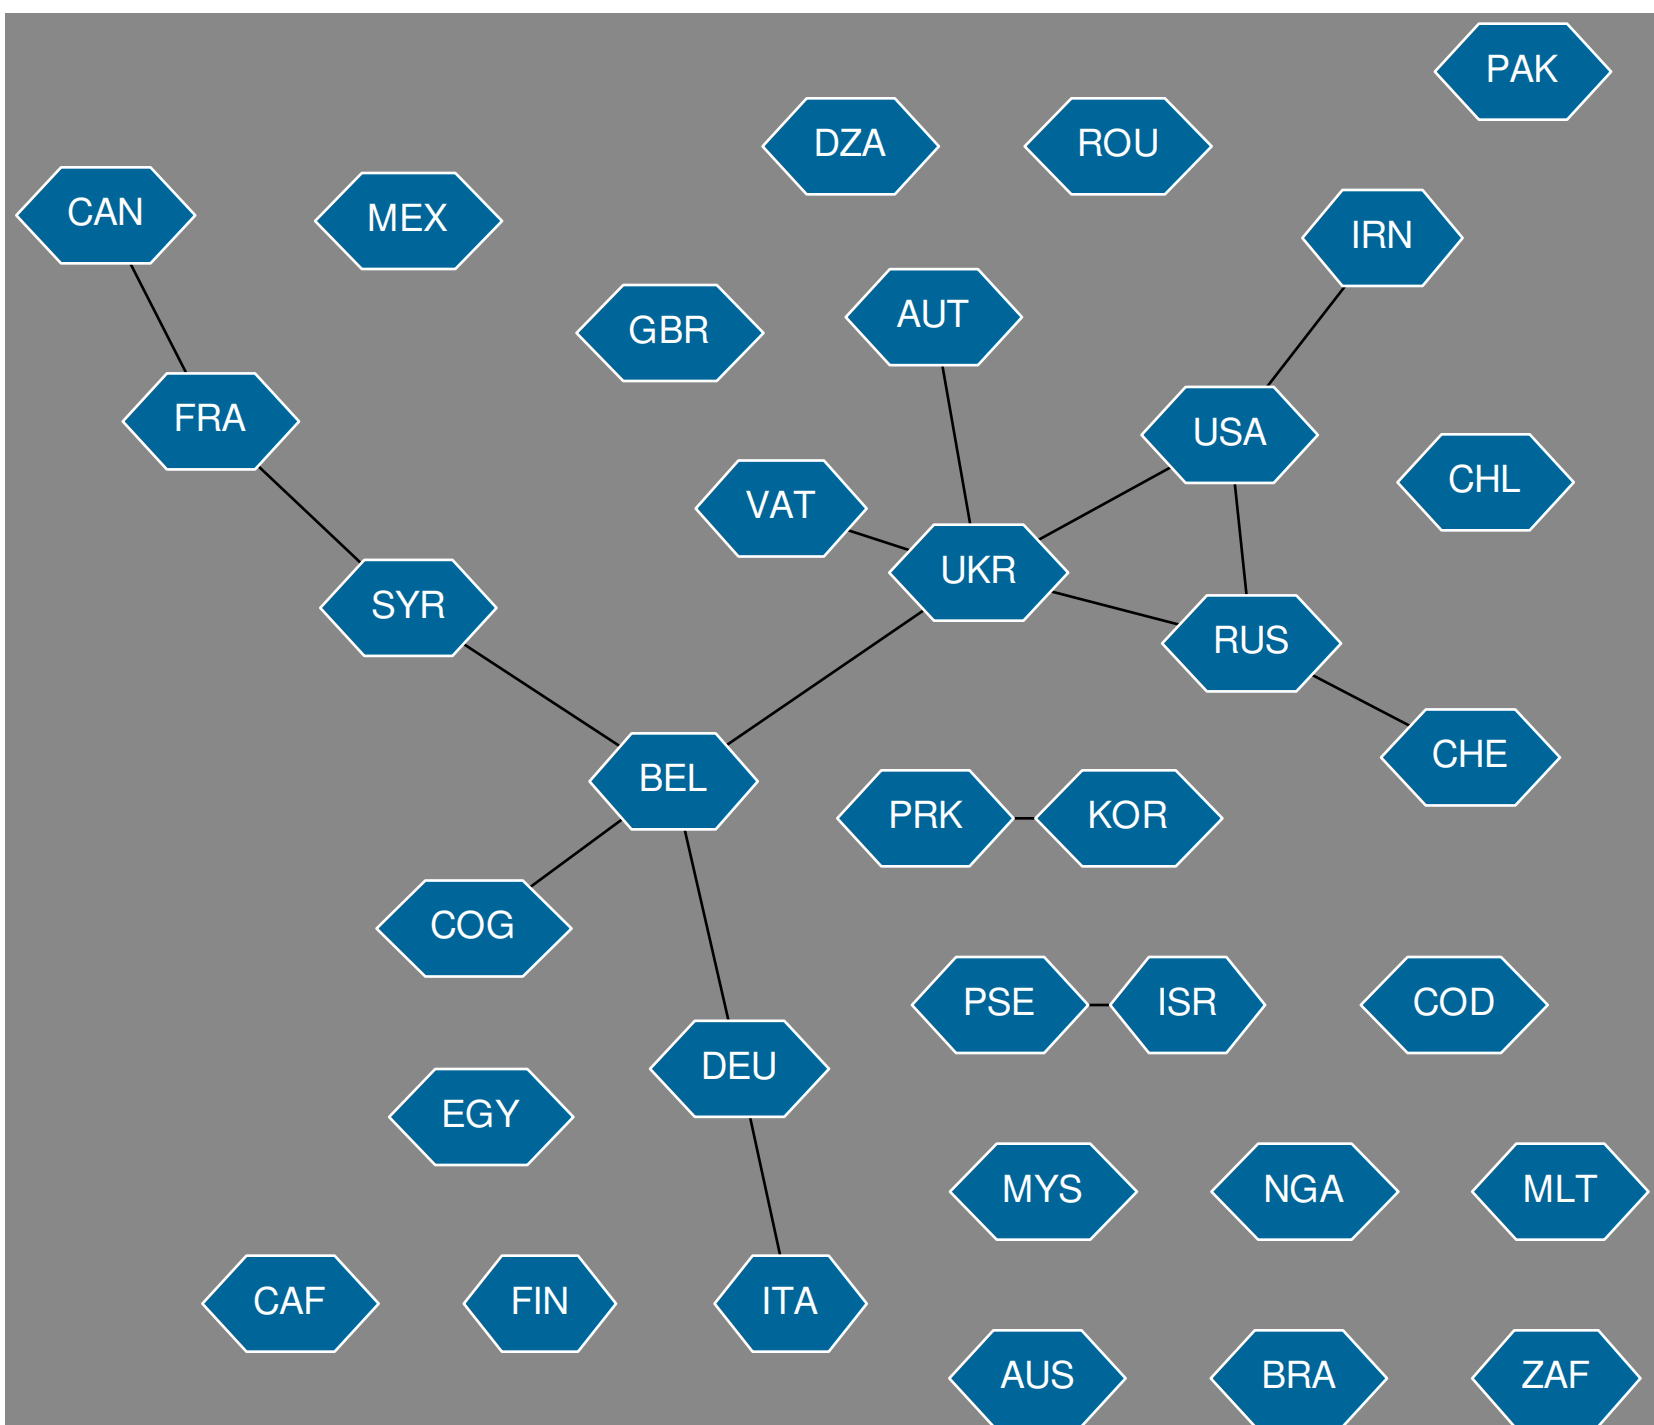 PAK
DZA
ROU
CAN
MEX
IRN
GBR
AUT
FRA
USA
CHL
VAT
UKR
SYR
RUS
BEL
CHE
PRK
KOR
COG
PSE
ISR
COD
DEU
EGY
MYS
NGA
MLT
CAF
FIN
ITA
AUS
BRA
ZAF